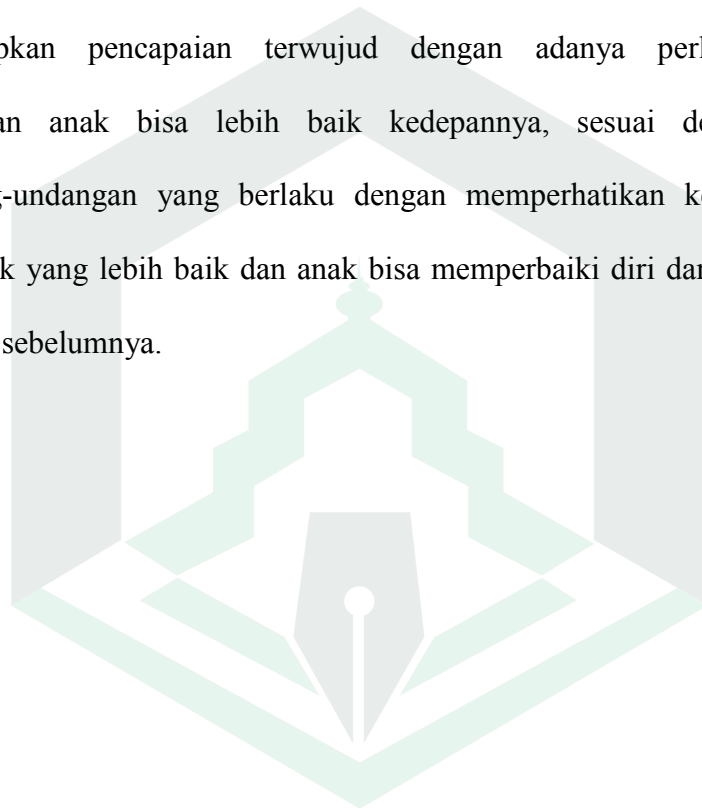 pencapaian terwujud dengan adanya
anak bisa lebih baik kedepannya, sesuai
-undangan yang berlaku dengan memperhatikan
yang lebih baik dan anak bisa memperbaiki diri
sebelumnya.